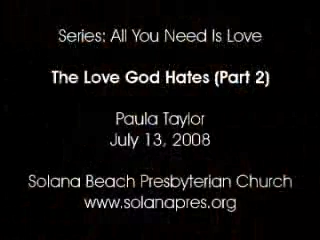 Series: All You Need Is Love
The Love God Hates (Part 2)
Paula Taylor
July 13, 2008
Solana Beach Presbyterian Church
www.solanapres.org